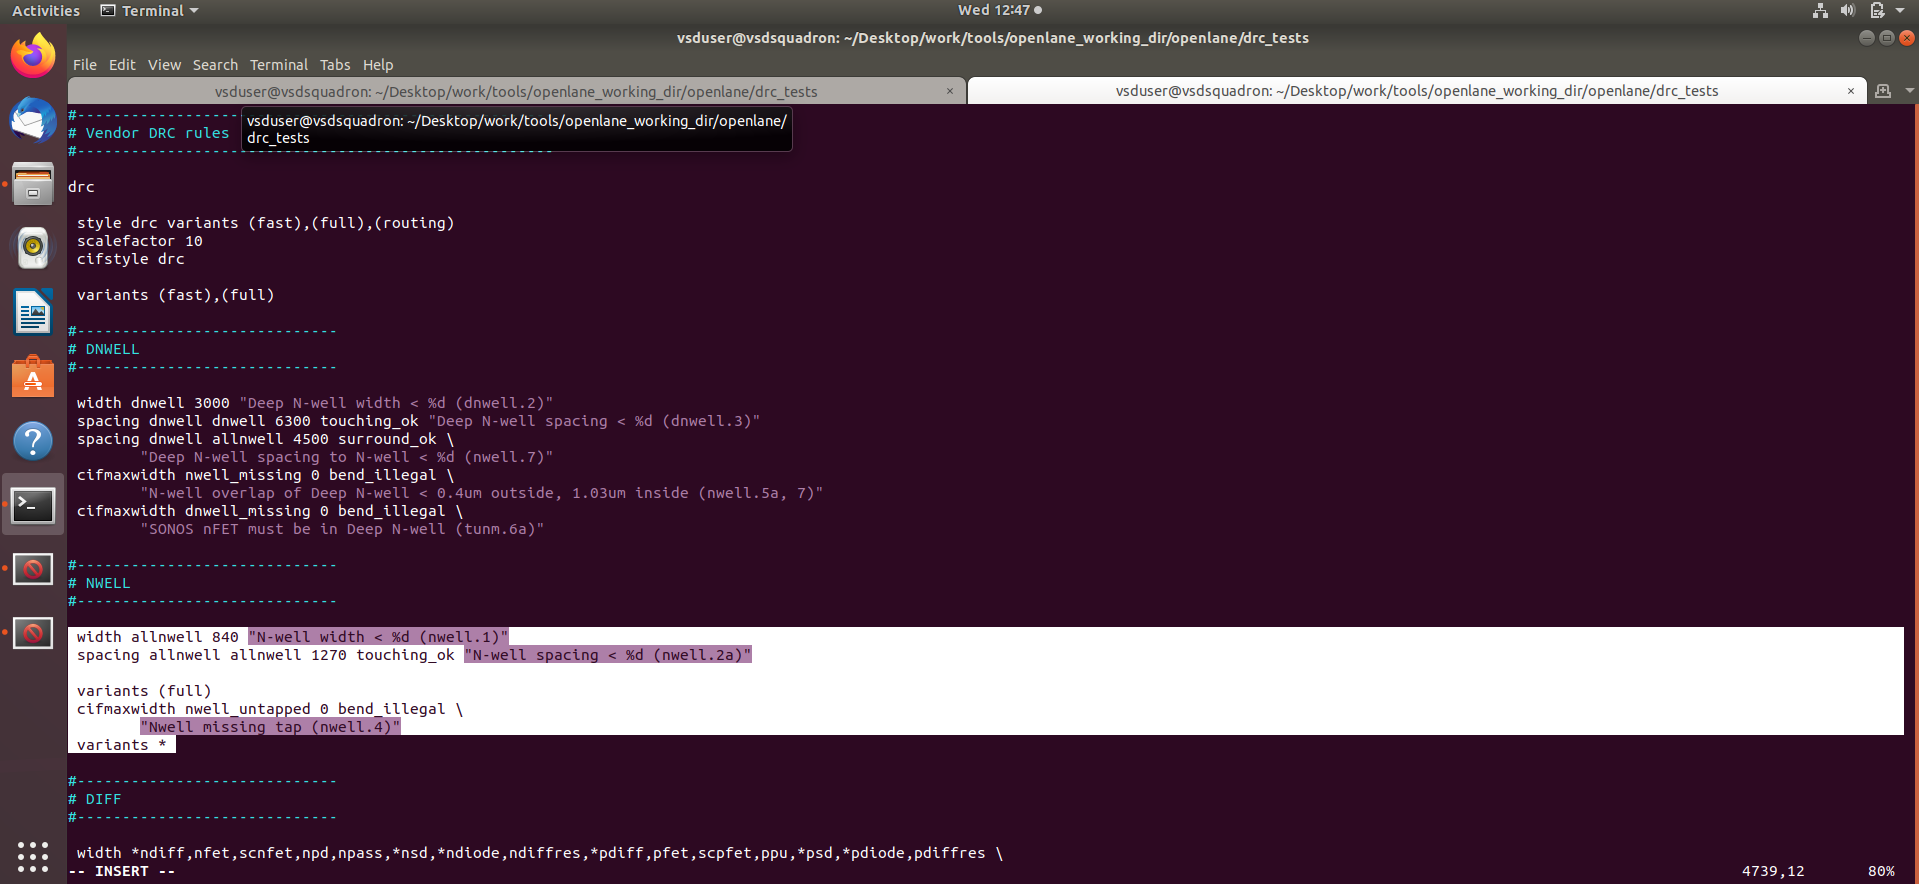 Activities Terminal Wed 12:47
vsduser@vsdsquadron: ~/Desktop/work/tools/openlane_working_dir/openlane/drc_tests
File Edit View Search Terminal Tabs Help
vsduser@vsdsquadron: ~/Desktop/work/tools/openlane_working_dir/openlane/drc_tests × vsduser@vsdsquadron: ~/Desktop/work/tools/openlane_working_dir/openlane/drc_tests ×
#-------------------
# Vendor DRC rules
vsduser@vsdsquadron: ~/Desktop/work/tools/openlane_working_dir/openlane/
drc_tests
#-----------------------------------------------------
drc
style drc variants (fast),(full),(routing)
scalefactor 10
cifstyle drc
variants (fast),(full)
#-----------------------------
# DNWELL
#-----------------------------
width dnwell 3000 "Deep N-well width < %d (dnwell.2)"
spacing dnwell dnwell 6300 touching_ok "Deep N-well spacing < %d (dnwell.3)"
spacing dnwell allnwell 4500 surround_ok \
"Deep N-well spacing to N-well < %d (nwell.7)"
cifmaxwidth nwell_missing 0 bend_illegal \
"N-well overlap of Deep N-well < 0.4um outside, 1.03um inside (nwell.5a, 7)"
cifmaxwidth dnwell_missing 0 bend_illegal \
"SONOS nFET must be in Deep N-well (tunm.6a)"
#-----------------------------
# NWELL
#-----------------------------
width allnwell 840 "N-well width < %d (nwell.1)"
spacing allnwell allnwell 1270 touching_ok "N-well spacing < %d (nwell.2a)"
variants (full)
cifmaxwidth nwell_untapped 0 bend_illegal \
"Nwell missing tap (nwell.4)"
variants *
#-----------------------------
# DIFF
#-----------------------------
width *ndiff,nfet,scnfet,npd,npass,*nsd,*ndiode,ndiffres,*pdiff,pfet,scpfet,ppu,*psd,*pdiode,pdiffres \
-- INSERT -- 4739,12 80%